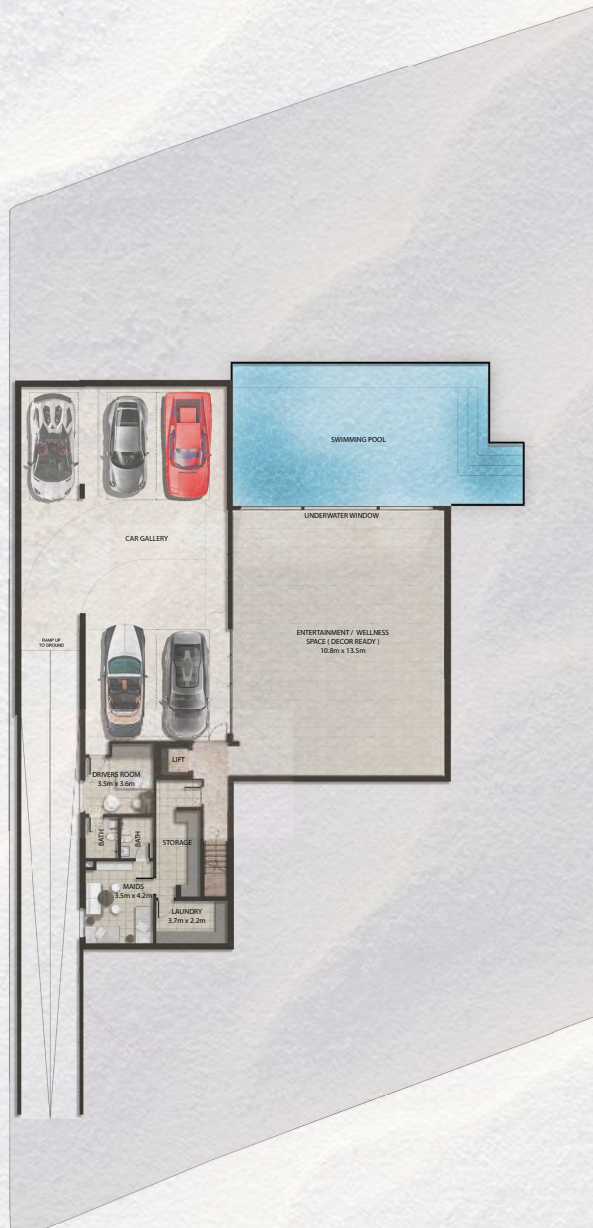 SWIMMING POOL
UNDERWATER WINDOW
CAR GALLERY
ENTERTAINMENT / WELLNESS
SPACE ( DECOR READY )
10.8m x 13.5m
RAMP UP
TO GROUND
LIFT
DRIVERS ROOM
3.5m x 3.6m
BATH
BATH
STORAGE
MAIDS
3.5m x 4.2m
LAUNDRY
3.7m x 2.2m